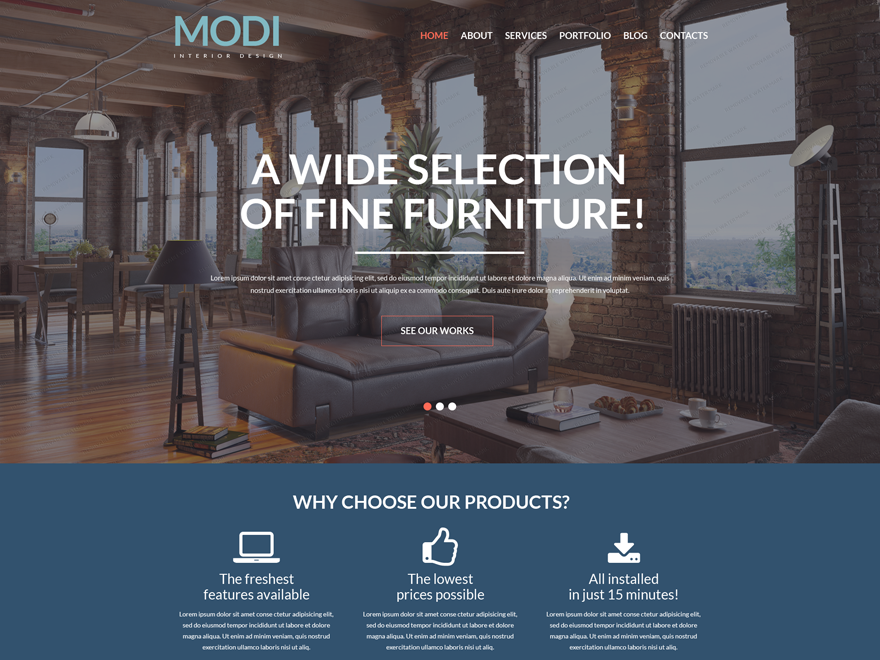 MODI
INTERIOR DESIGN
HOME ABOUT SERVICES PORTFOLIO BLOG CONTACTS
A WIDE SELECTION
OF FINE FURNITURE!
Lorem ipsum dolor sit amet conse ctetur adipisicing elit, sed do eiusmod tempor incididunt ut labore et dolore magna aliqua. Ut enim ad minim veniam, quis
nostrud exercitation ullamco laboris nisi ut aliquip ex ea commodo consequat. Duis aute irure dolor in reprehenderit in voluptat.
SEE OUR WORKS
WHY CHOOSE OUR PRODUCTS?
The freshest
features available
Lorem ipsum dolor sit amet conse ctetur adipisicing elit,
sed do eiusmod tempor incididunt ut labore et dolore
magna aliqua. Ut enim ad minim veniam, quis nostrud
exercitation ullamco laboris nisi ut aliq.
The lowest
prices possible
Lorem ipsum dolor sit amet conse ctetur adipisicing elit,
sed do eiusmod tempor incididunt ut labore et dolore
magna aliqua. Ut enim ad minim veniam, quis nostrud
exercitation ullamco laboris nisi ut aliq.
All installed
in just 15 minutes!
Lorem ipsum dolor sit amet conse ctetur adipisicing elit,
sed do eiusmod tempor incididunt ut labore et dolore
magna aliqua. Ut enim ad minim veniam, quis nostrud
exercitation ullamco laboris nisi ut aliq.